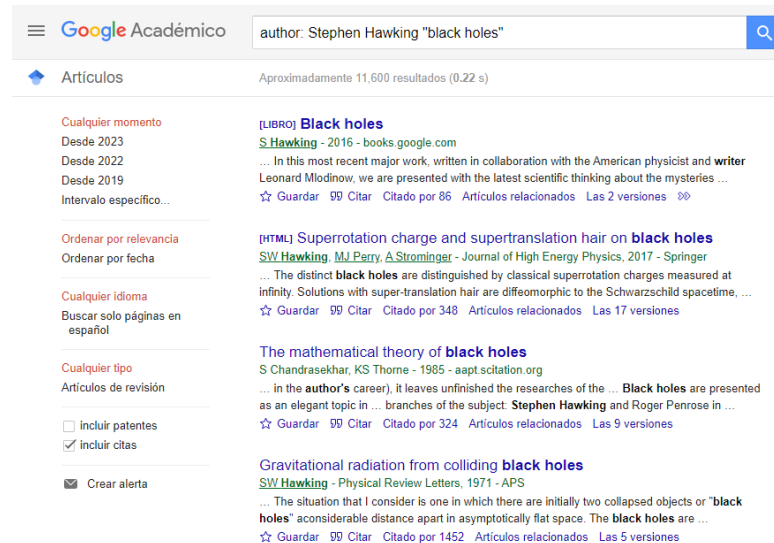 Google Académico
author: Stephen Hawking "black holes"
Artículos
Aproximadamente 11,600 resultados (0.22 s)
Cualquier momento
Desde 2023
Desde 2022
Desde 2019
Intervalo específico...
Ordenar por relevancia
Ordenar por fecha
Cualquier idioma
Buscar solo páginas en
español
Cualquier tipo
Artículos de revisión
incluir patentes
incluir citas
Crear alerta
[LIBRO] Black holes
S Hawking - 2016 - books.google.com
... In this most recent major work, written in collaboration with the American physicist and writer
Leonard Mlodinow, we are presented with the latest scientific thinking about the mysteries ...
Guardar Citar Citado por 86 Artículos relacionados Las 2 versiones
[HTML] Superrotation charge and supertranslation hair on black holes
SW Hawking, MJ Perry, A Strominger - Journal of High Energy Physics, 2017 - Springer
... The distinct black holes are distinguished by classical superrotation charges measured at
infinity. Solutions with super-translation hair are diffeomorphic to the Schwarzschild spacetime, ...
Guardar Citar Citado por 348 Artículos relacionados Las 17 versiones
The mathematical theory of black holes
S Chandrasekhar, KS Thorne - 1985 - aapt.scitation.org
... in the author's career), it leaves unfinished the researches of the ... Black holes are presented
as an elegant topic in ... branches of the subject: Stephen Hawking and Roger Penrose in ...
Guardar Citar Citado por 324 Artículos relacionados Las 9 versiones
Gravitational radiation from colliding black holes
SW Hawking - Physical Review Letters, 1971 - APS
... The situation that I consider is one in which there are initially two collapsed objects or "black
holes" aconsiderable distance apart in asymptotically flat space. The black holes are ...
Guardar Citar Citado por 1452 Artículos relacionados Las 5 versiones